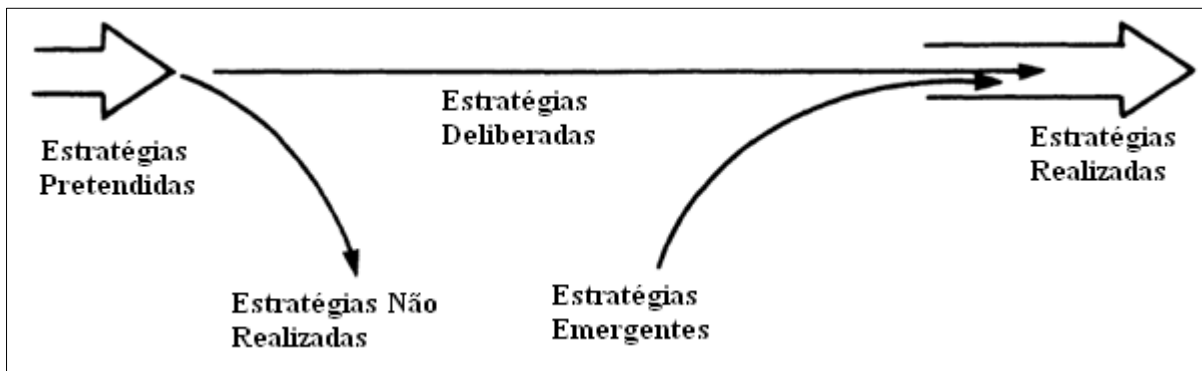 Estratégias
Pretendidas
Estratégias
Deliberadas
Estratégias
Realizadas
Estratégias Não
Realizadas
Estratégias
Emergentes